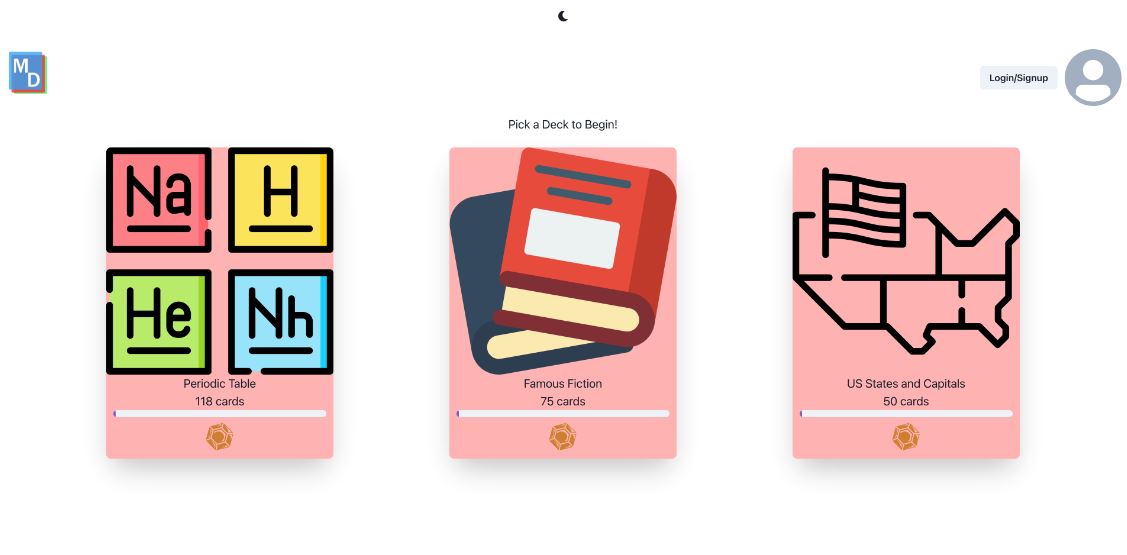 M
D
Login/Signup
Pick a Deck to Begin!
Na
H
He
Nh
Periodic Table
118 cards
Famous Fiction
75 cards
US States and Capitals
50 cards